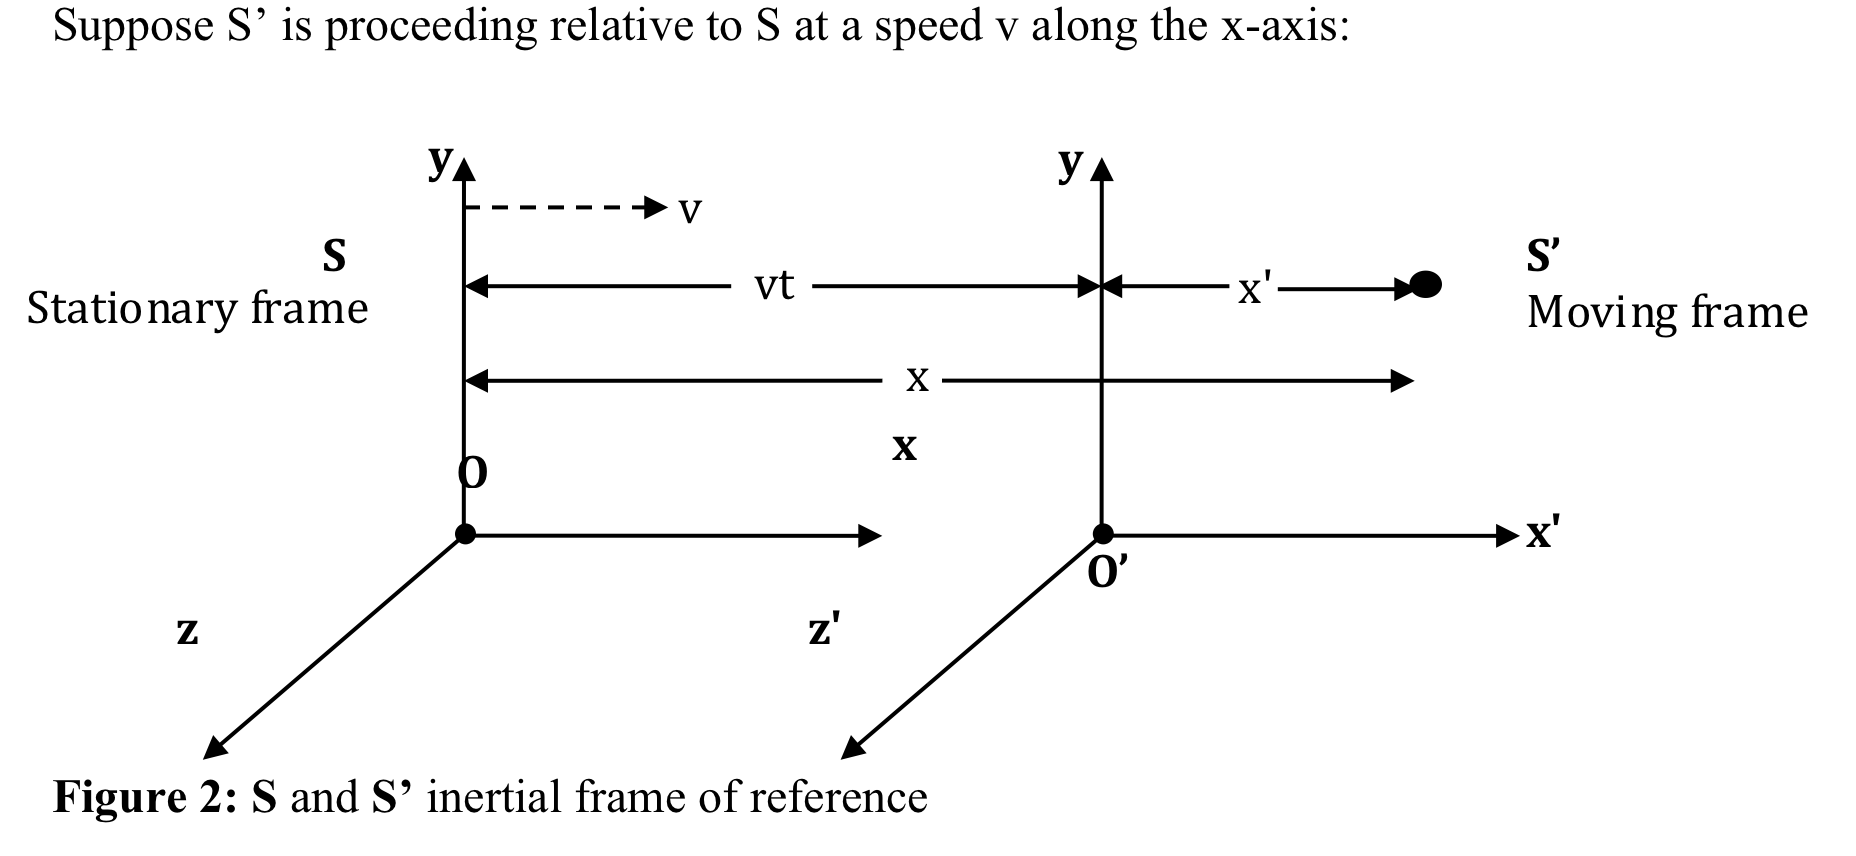 Suppose S’ is proceeding relative to S at a speed v along the x-axis:
y
y
v
S
S’
vt
x'
Stationary frame
Moving frame
x
x
O
x'
O’
z
z'
Figure 2: S and S’ inertial frame of reference